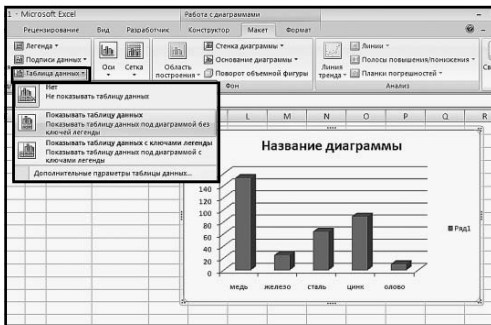 1 - Microsoft Excel
Работа с диаграммами
Рецензирование Вид Разработчик Конструктор Макет Формат
Легенда
Подписи данных
Таблица данных
Оси
Сетка
Область построения
Стенка диаграммы
Основание диаграммы
Поворот объемной фигуры
Фон
Линия тренда
Линии
Полосы повышения/понижения
Планки погрешностей
Анализ
Св
Нет
Не показывать таблицу данных
Показывать таблицу данных
Показывать таблицу данных под диаграммой без
ключей легенды
Показывать таблицу данных с ключами легенды
Показывать таблицу данных под диаграммой с
ключами легенды
Дополнительные параметры таблицы данных...
L M N O P Q R
Название диаграммы
140
120
100
80
60
40
20
0
медь железо сталь цинк олово
Ряд1